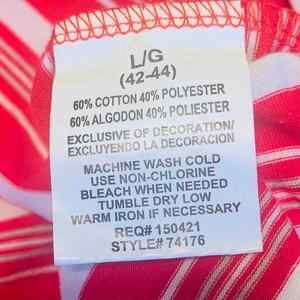 L/G
(42-44)
60% COTTON 40% POLYESTER
60% ALGODON 40% POLIESTER
EXCLUSIVE OF DECORATION/
EXCLUYENDO LA DECORACION
MACHINE WASH COLD
USE NON-CHLORINE
BLEACH WHEN NEEDED
TUMBLE DRY LOW
WARM IRON IF NECESSARY
REQ# 150421
STYLE# 74176